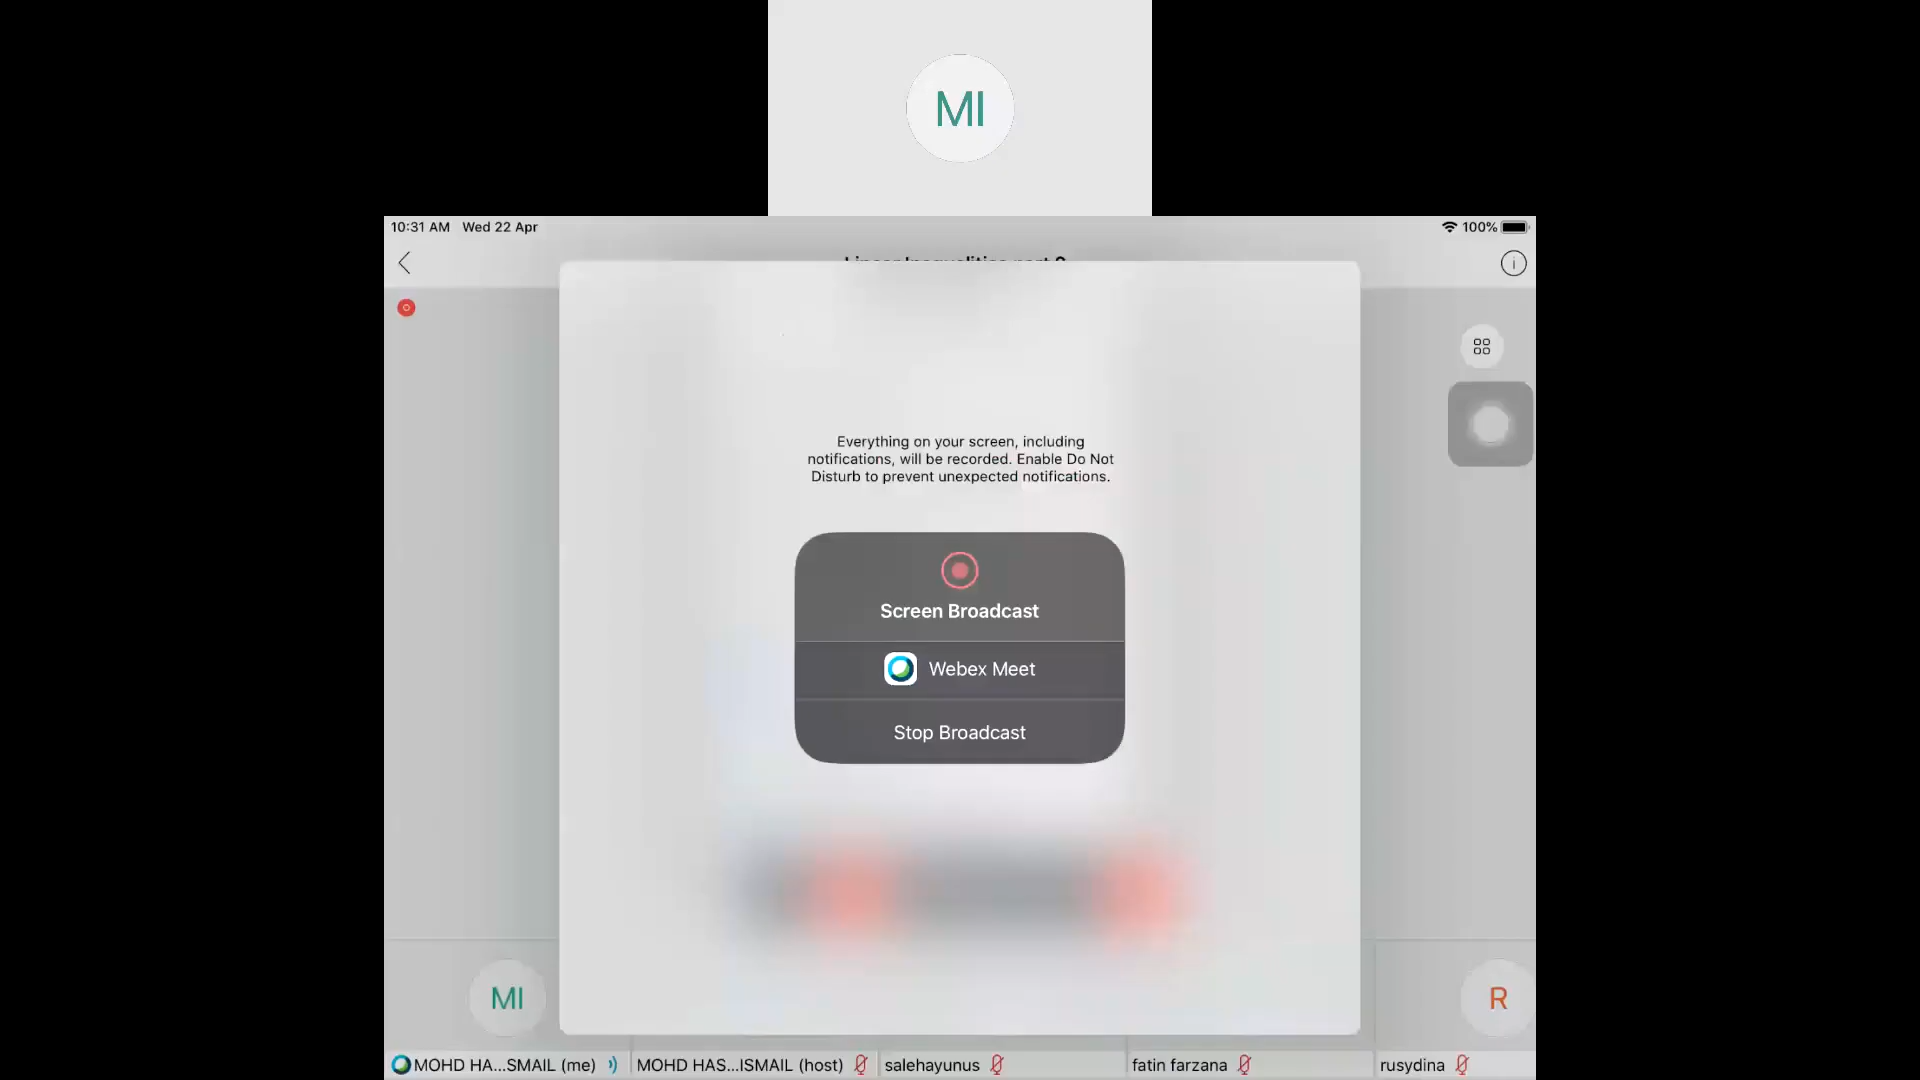 MI
10:31 AM Wed 22 Apr
100%
Everything on your screen, including
notifications, will be recorded. Enable Do Not
Disturb to prevent unexpected notifications.
Screen Broadcast
Webex Meet
Stop Broadcast
MI
R
MOHD HA...SMAIL (me)
MOHD HAS...ISMAIL (host)
salehayunus
fatin farzana
rusydina